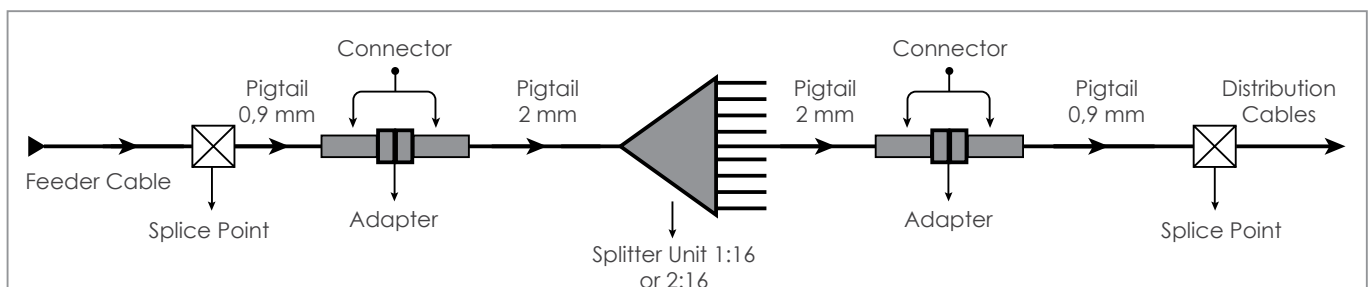 Connector
Connector
Pigtail
0,9 mm
Pigtail
2 mm
Pigtail
2 mm
Pigtail
0,9 mm
Distribution
Cables
Feeder Cable
Splice Point
Adapter
Splitter Unit 1:16
or 2:16
Adapter
Splice Point